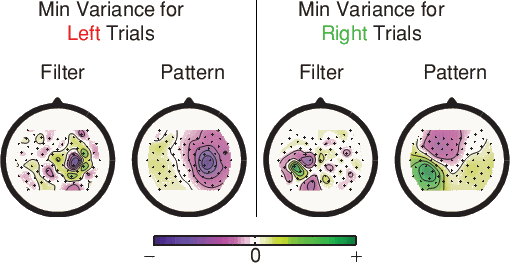 Min Variance for
Left Trials
Filter
Pattern
Min Variance for
Right Trials
Filter
Pattern
− 0 +